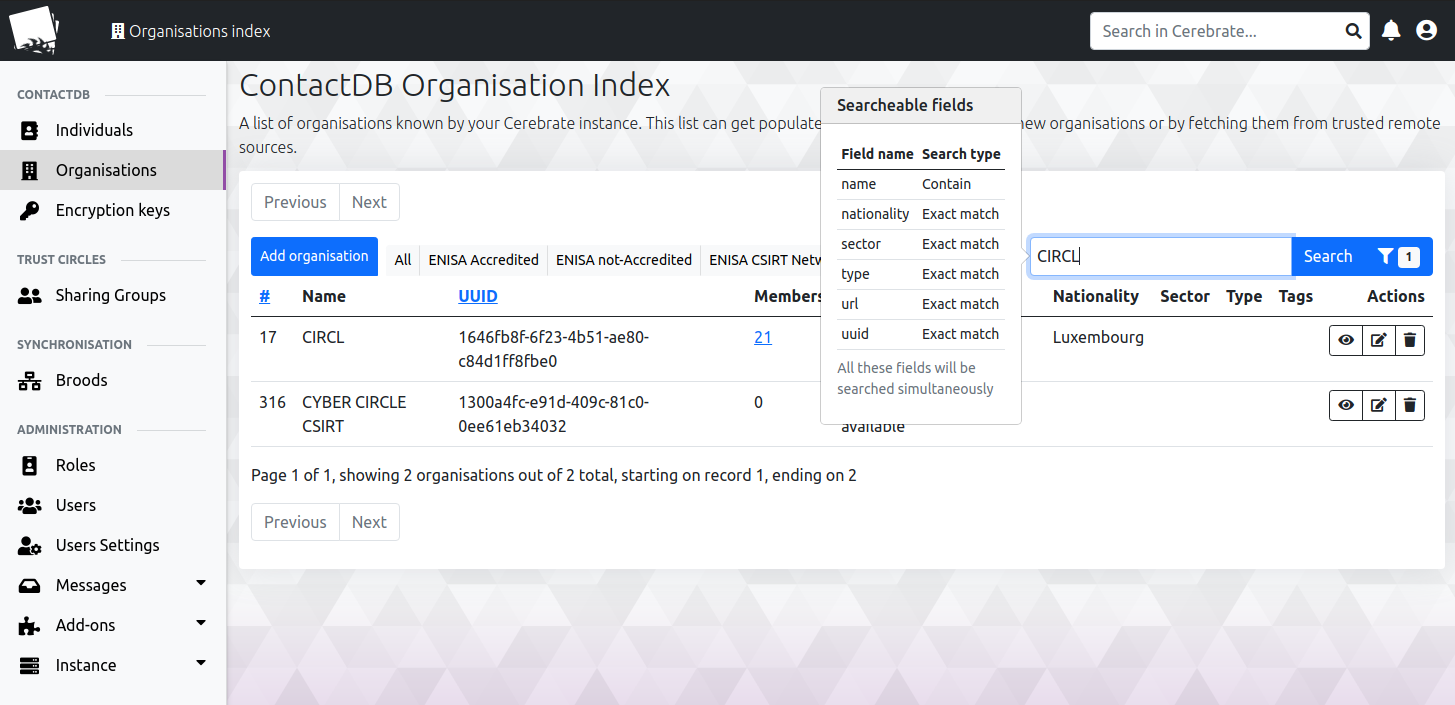 Organisations index
Search in Cerebrate...
CONTACTDB
Individuals
Organisations
Encryption keys
TRUST CIRCLES
Sharing Groups
SYNCHRONISATION
Broods
ADMINISTRATION
Roles
Users
Users Settings
Messages
Add-ons
Instance
ContactDB Organisation Index
A list of organisations known by your Cerebrate instance. This list can get new organisations or by fetching them from trusted remote
sources.
Previous Next
Add organisation All ENISA Accredited ENISA not-Accredited ENISA CSIRT
CIRCL Search 1
Searcheable fields
Field name Search type
name Contain
nationality Exact match
sector Exact match
type Exact match
url Exact match
uuid Exact match
All these fields will be
searched simultaneously
# Name UUID Members Nationality Sector Type Tags Actions
17 CIRCL 1646fb8f-6f23-4b51-ae80- 21 Luxembourg
c84d1ff8fbe0
316 CYBER CIRCLE 1300a4fc-e91d-409c-81c0- 0
CSIRT 0ee61eb34032 available
Page 1 of 1, showing 2 organisations out of 2 total, starting on record 1, ending on 2
Previous Next